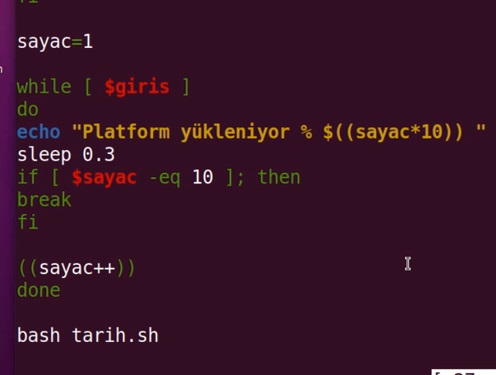 fi
sayac=1
while [ $giris ]
do
echo "Platform yükleniyor % $((sayac*10)) "
sleep 0.3
if [ $sayac -eq 10 ]; then
break
fi
((sayac++))
done
bash tarih.sh